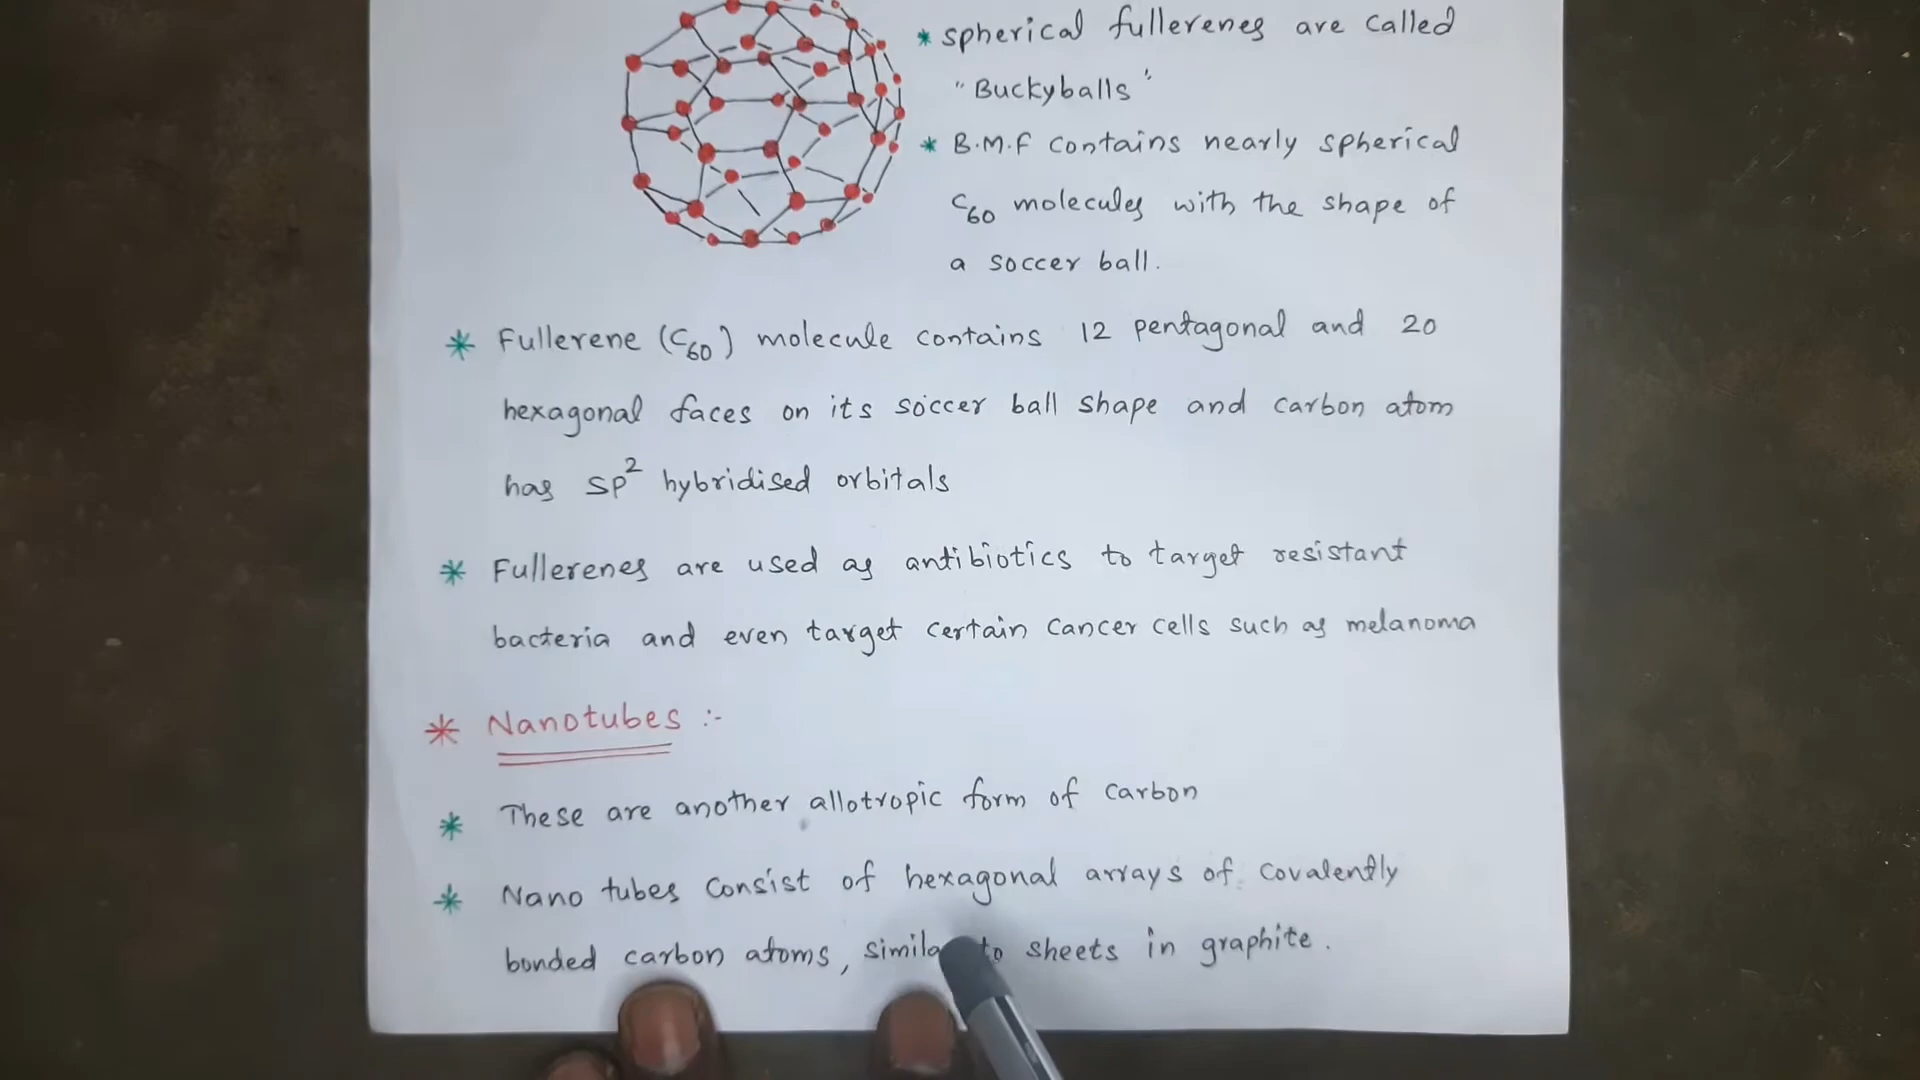 * spherical fullerenes are called
"Buckyballs"
* B.M.F contains nearly spherical
C60 molecules with the shape of
a soccer ball.
* Fullerene (C60) molecule contains 12 pentagonal and 20
hexagonal faces on its soccer ball shape and carbon atom
has sp² hybridised orbitals
* Fullerenes are used as antibiotics to target resistant
bacteria and even target certain cancer cells such as melanoma
* Nanotubes :-
* These are another allotropic form of carbon
* Nano tubes consist of hexagonal arrays of covalently
bonded carbon atoms, similar to sheets in graphite.